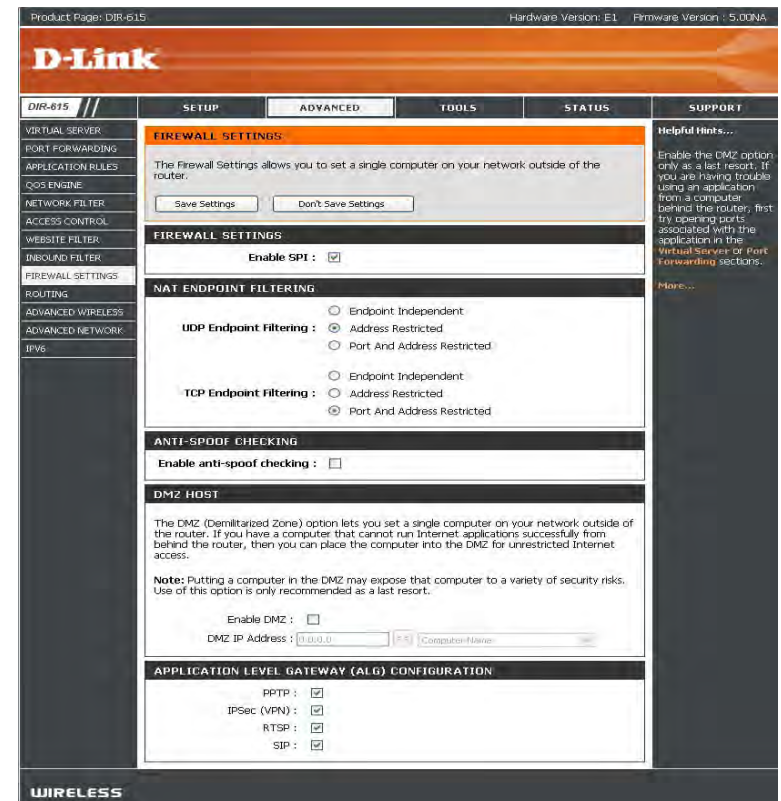 Product Page: DIR-615
Hardware Version: E1 Firmware Version : 5.00NA
D-Link
DIR-615
SETUP
ADVANCED
TOOLS
STATUS
SUPPORT
VIRTUAL SERVER
PORT FORWARDING
APPLICATION RULES
QOS ENGINE
NETWORK FILTER
ACCESS CONTROL
WEBSITE FILTER
INBOUND FILTER
FIREWALL SETTINGS
ROUTING
ADVANCED WIRELESS
ADVANCED NETWORK
IPV6
FIREWALL SETTINGS
The Firewall Settings allows you to set a single computer on your network outside of the
router.
Save Settings
Don't Save Settings
FIREWALL SETTINGS
Enable SPI :
NAT ENDPOINT FILTERING
UDP Endpoint Filtering :
Endpoint Independent
Address Restricted
Port And Address Restricted
TCP Endpoint Filtering :
Endpoint Independent
Address Restricted
Port And Address Restricted
ANTI-SPOOF CHECKING
Enable anti-spoof checking :
DMZ HOST
The DMZ (Demilitarized Zone) option lets you set a single computer on your network outside of
the router. If you have a computer that cannot run Internet applications successfully from
behind the router, then you can place the computer into the DMZ for unrestricted Internet
access.
Note: Putting a computer in the DMZ may expose that computer to a variety of security risks.
Use of this option is only recommended as a last resort.
Enable DMZ :
DMZ IP Address : 0.0.0.0 << Computer Name
APPLICATION LEVEL GATEWAY (ALG) CONFIGURATION
PPTP :
IPSec (VPN) :
RTSP :
SIP :
Helpful Hints...
Enable the DMZ option
only as a last resort. If
you are having trouble
using an application
from a computer
behind the router, first
try opening ports
associated with the
application in the
Virtual Server or Port
Forwarding sections.
More...
WIRELESS